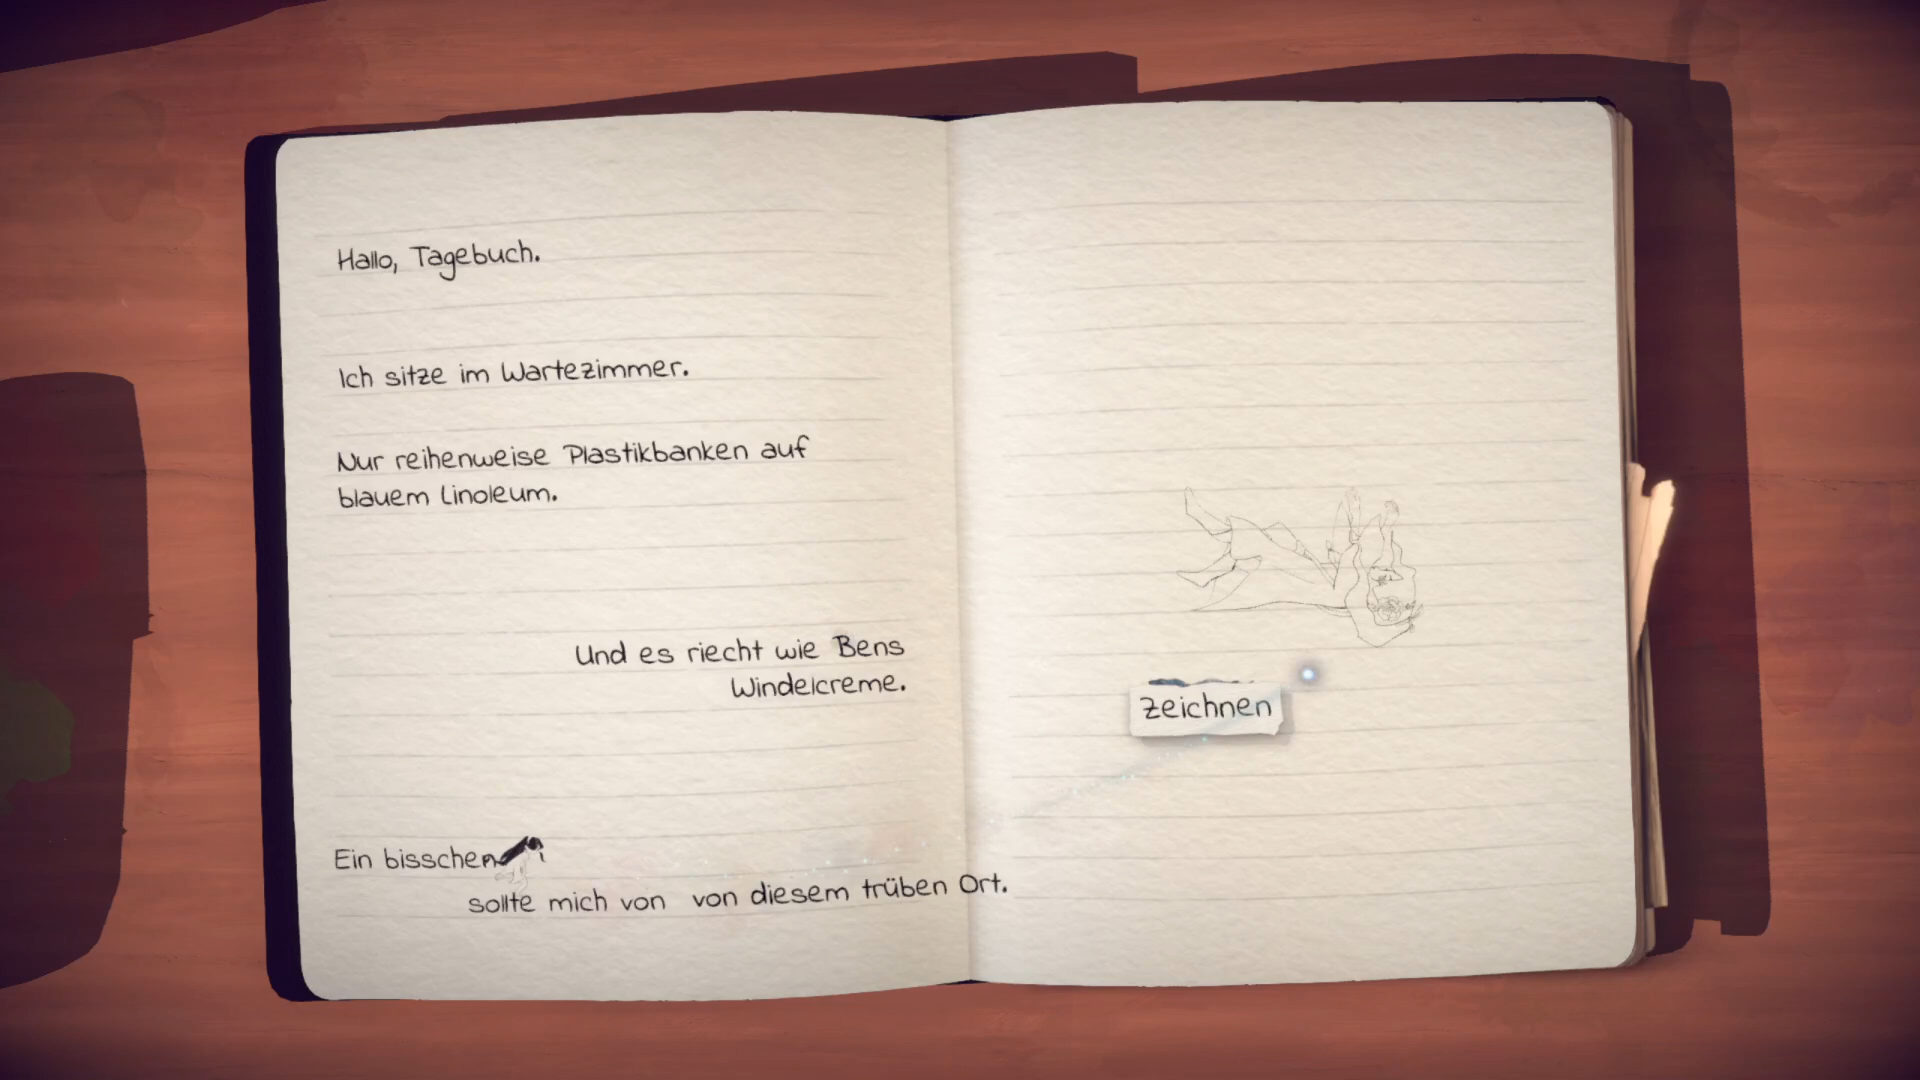 Hallo, Tagebuch.
Ich sitze im Wartezimmer.
Nur reihenweise Plastikbanken auf
blauem Linoleum.
Und es riecht wie Bens
Windelcreme.
Ein bisschen
sollte mich von von diesem trüben Ort.
zeichnen